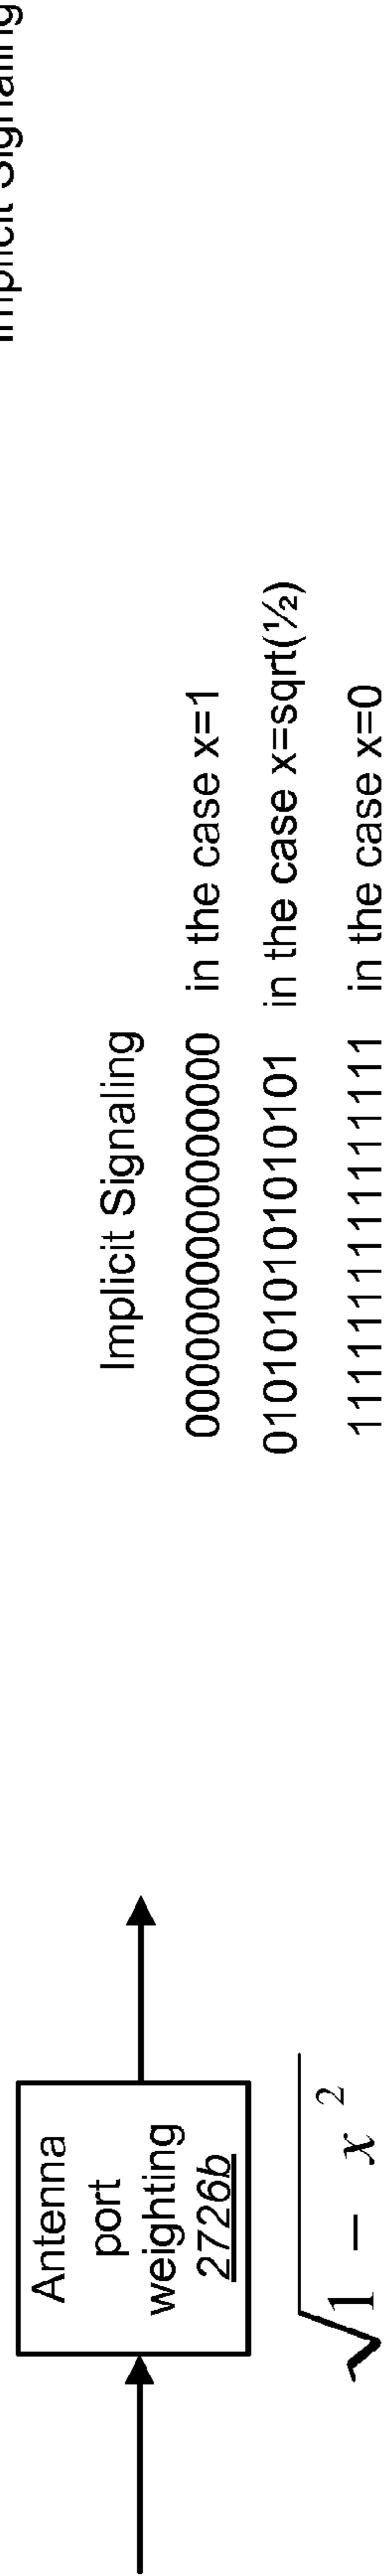 Implicit Signaling
Antenna
port
weighting
2726b
√1 − x²
Implicit Signaling
0000000000000000 in the case x=1
0101010101010101 in the case x=sqrt(½)
1111111111111111 in the case x=0